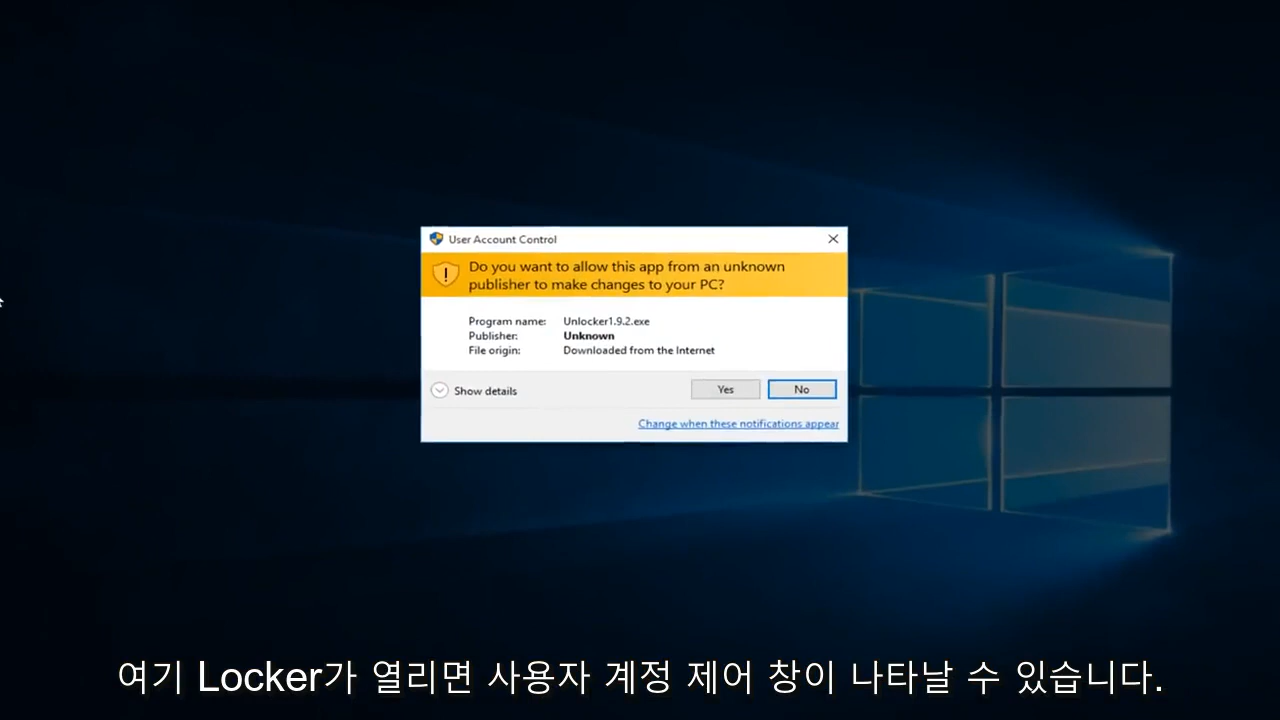 User Account Control
Do you want to allow this app from an unknown
publisher to make changes to your PC?
Program name: Unlocker1.9.2.exe
Publisher: Unknown
File origin: Downloaded from the Internet
Show details Yes No
Change when these notifications appear
여기 Locker가 열리면 사용자 계정 제어 창이 나타날 수 있습니다.